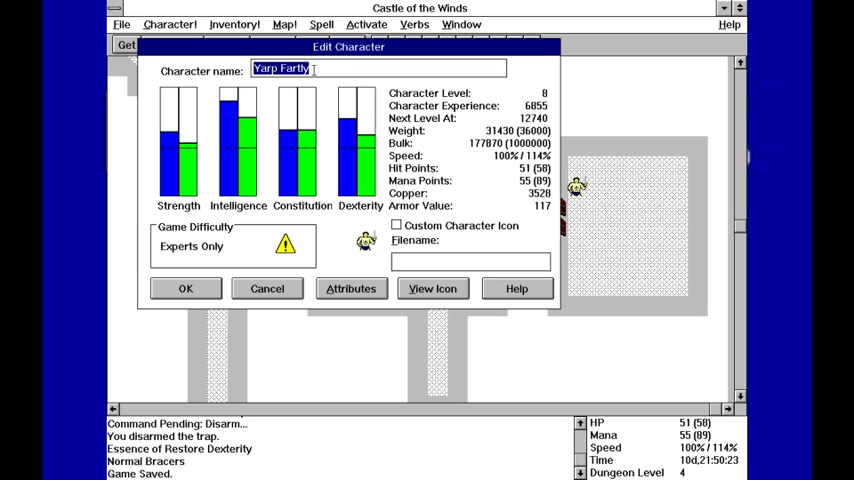 Castle of the Winds
File Character! Inventory! Map! Spell Activate Verbs Window Help
Get
Edit Character
Character name: Yarp Fartly
Character Level: 8
Character Experience: 6855
Next Level At: 12740
Weight: 31430 (36000)
Bulk: 177870 (1000000)
Speed: 100% / 114%
Hit Points: 51 (58)
Mana Points: 55 (89)
Copper: 3528
Armor Value: 117
Strength Intelligence Constitution Dexterity
Game Difficulty
Experts Only
Custom Character Icon
Filename:
OK Cancel Attributes View Icon Help
Command Pending: Disarm...
You disarmed the trap.
Essence of Restore Dexterity
Normal Bracers
Game Saved.
HP 51 (58)
Mana 55 (89)
Speed 100% / 114%
Time 10d,21:50:23
Dungeon Level 4